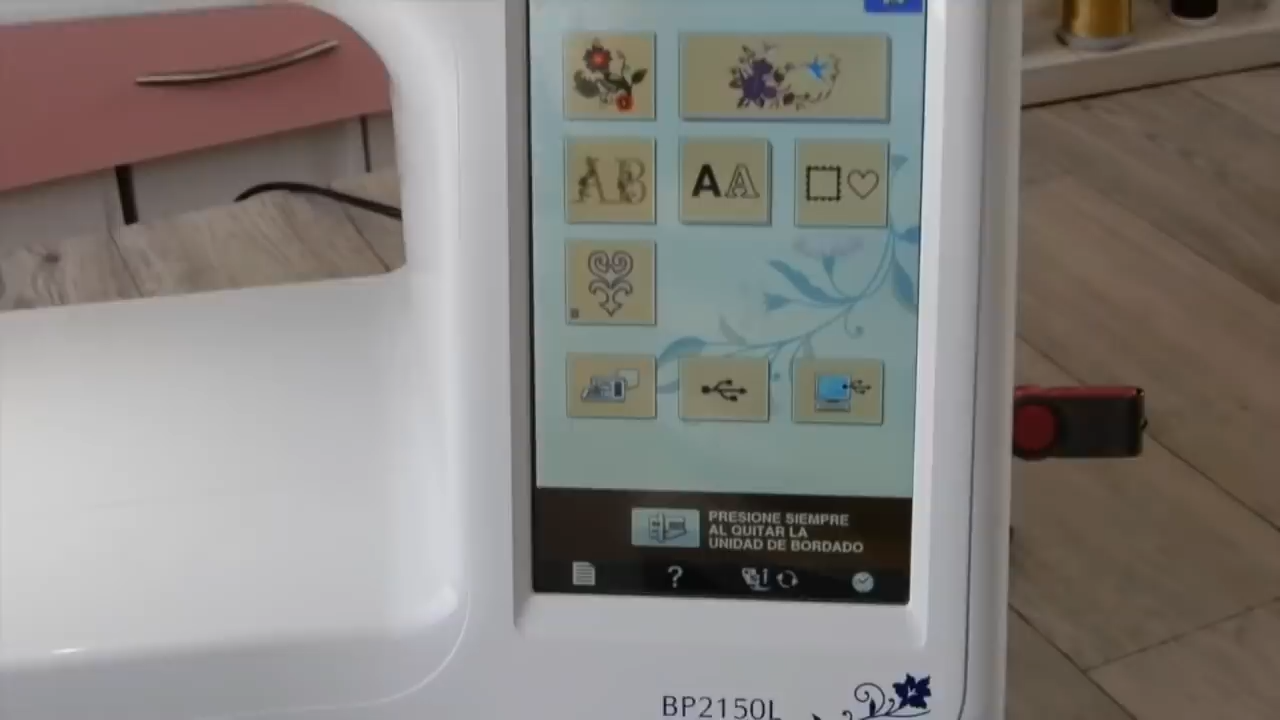 AB
AA
PRESIONE SIEMPRE
AL QUITAR LA
UNIDAD DE BORDADO
?
BP2150L